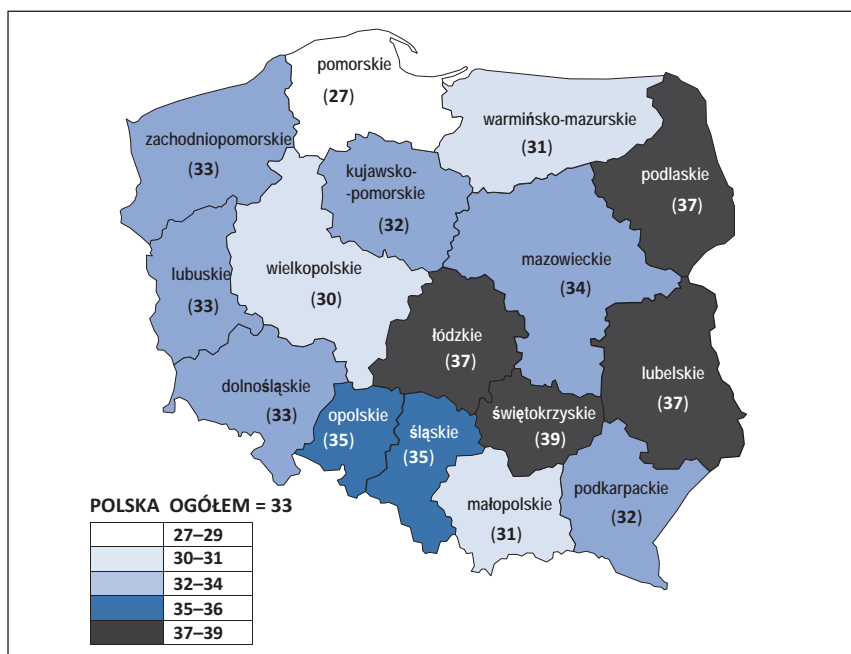 pomorskie
(27)
warmińsko-mazurskie
(31)
zachodniopomorskie
(33)
kujawsko-
-pomorskie
(32)
podlaskie
(37)
lubuskie
(33)
wielkopolskie
(30)
mazowieckie
(34)
łódzkie
(37)
lubelskie
(37)
dolnośląskie
(33)
opolskie
(35)
śląskie
(35)
świętokrzyskie
(39)
małopolskie
(31)
podkarpackie
(32)
POLSKA OGÓŁEM = 33
27–29
30–31
32–34
35–36
37–39